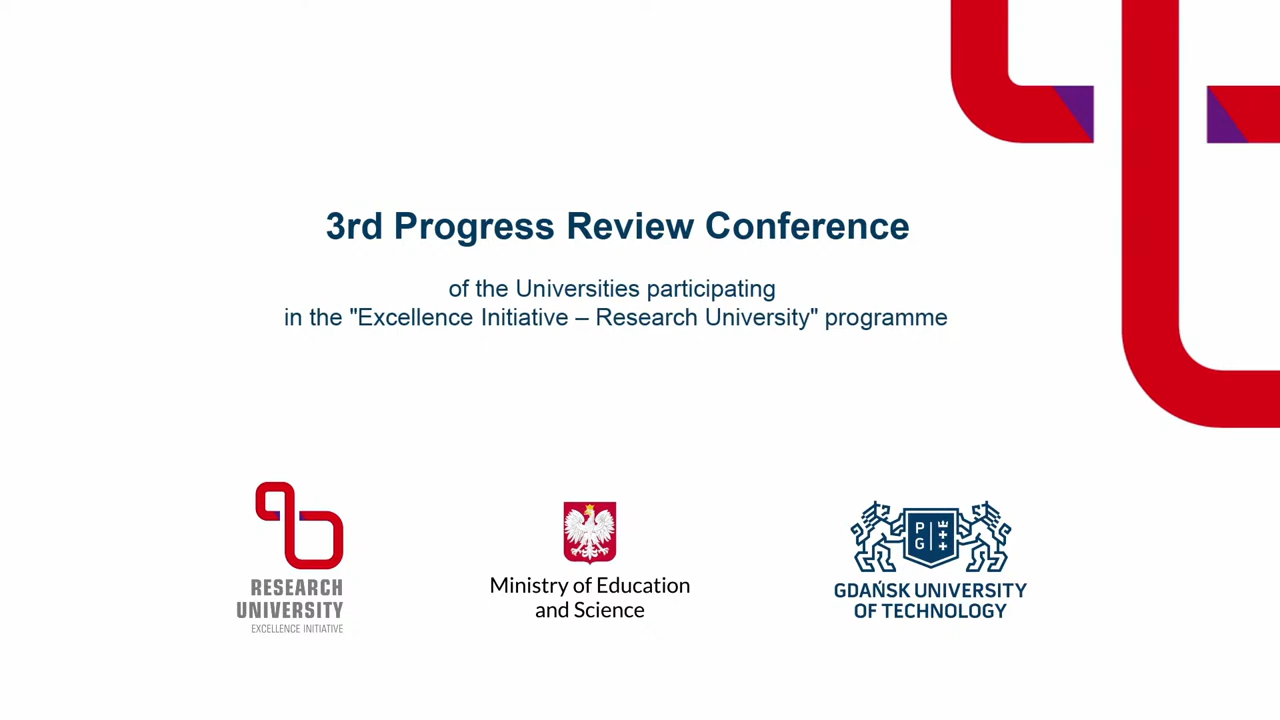 3rd Progress Review Conference
of the Universities participating
in the "Excellence Initiative – Research University" programme
RESEARCH
UNIVERSITY
EXCELLENCE INITIATIVE
Ministry of Education
and Science
P
G
GDAŃSK UNIVERSITY
OF TECHNOLOGY